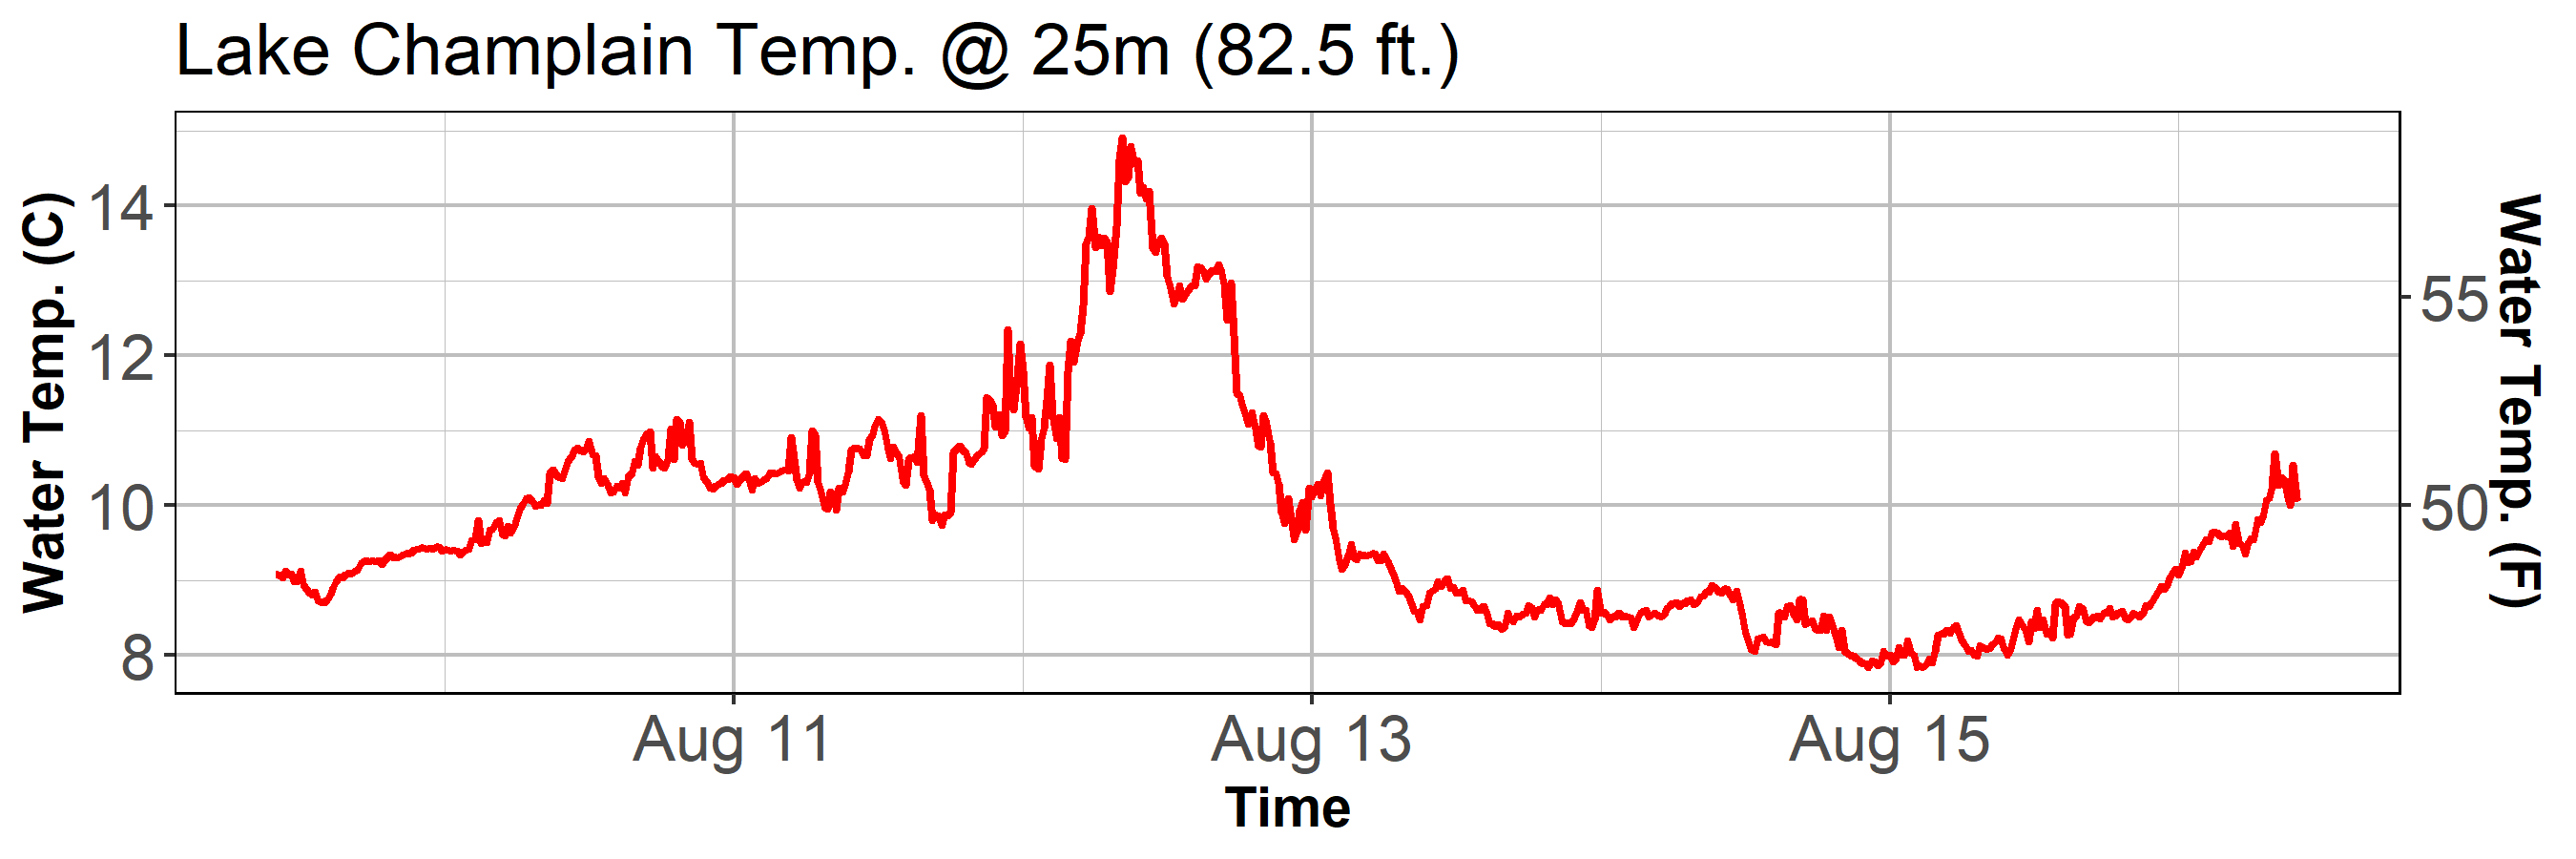 Lake Champlain Temp. @ 25m (82.5 ft.)
Water Temp. (C)
14
12
10
8
55
50
Water Temp. (F)
Aug 11
Aug 13
Aug 15
Time